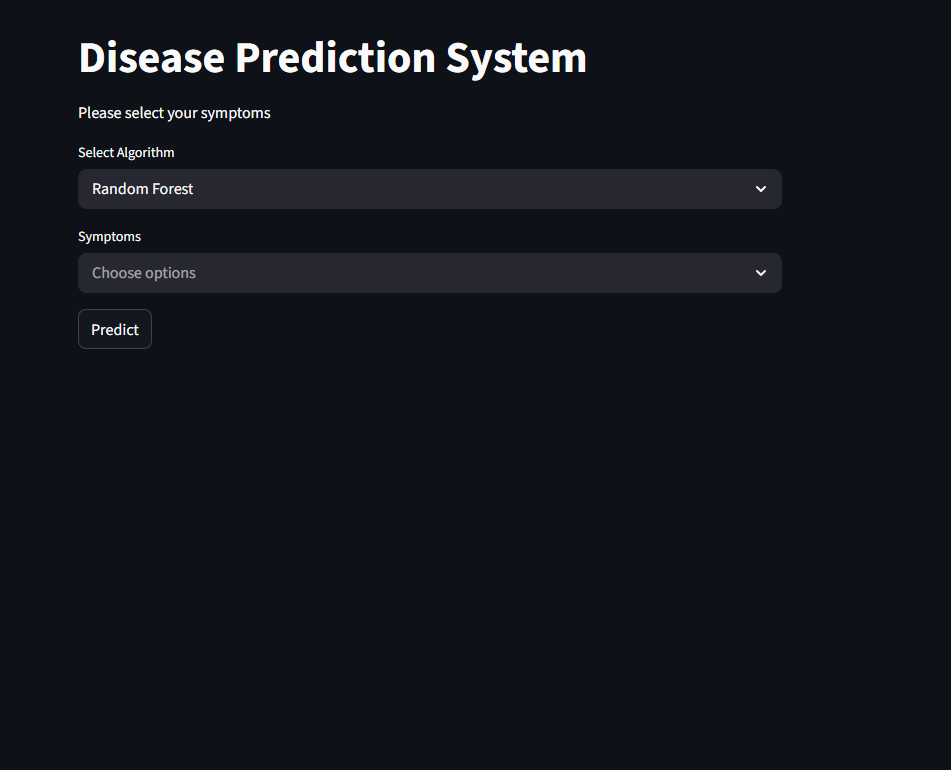 Disease Prediction System
Please select your symptoms
Select Algorithm
Random Forest
Symptoms
Choose options
Predict